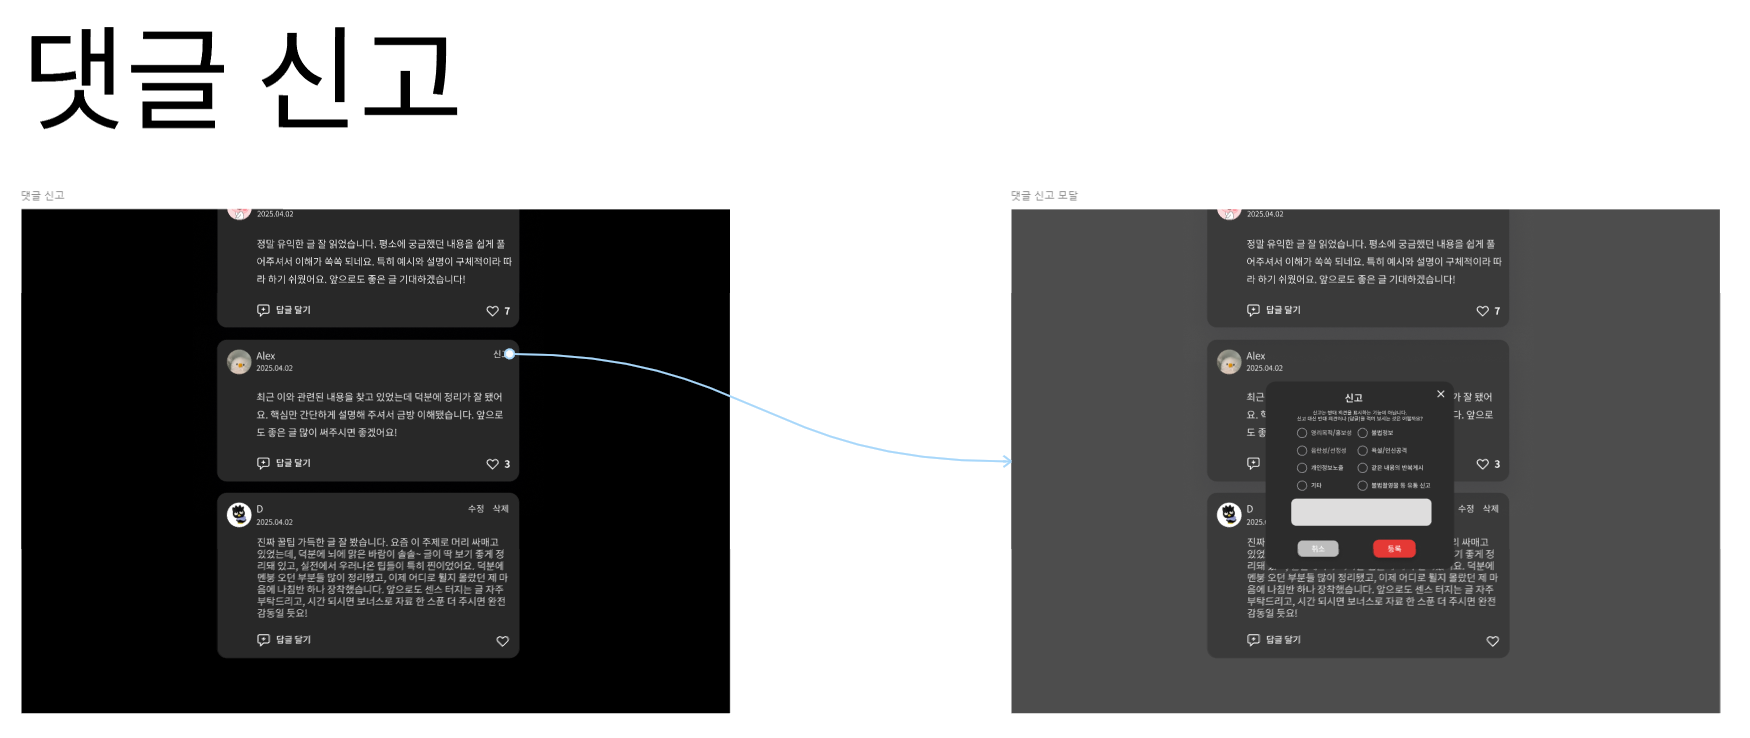 댓글 신고
댓글 신고
2025.04.02
정말 유익한 글 잘 읽었습니다. 평소에 궁금했던 내용을 쉽게 풀
어주셔서 이해가 쏙쏙 되네요. 특히 예시와 설명이 구체적이라 따
라 하기 쉬웠어요. 앞으로도 좋은 글 기대하겠습니다!
답글 달기
7
Alex
2025.04.02
최근 이와 관련된 내용을 찾고 있었는데 덕분에 정리가 잘 됐어
요. 핵심만 간단하게 설명해 주셔서 금방 이해됐습니다. 앞으로
도 좋은 글 많이 써주시면 좋겠어요!
답글 달기
3
D
수정 삭제
2025.04.02
진짜 꿀팁 가득한 글 잘 봤습니다. 요즘 이 주제로 머리 싸매고
있었는데, 덕분에 뇌에 맑은 바람이 솔솔~ 글이 딱 보기 좋게 정
리돼 있고, 실전에서 우러나온 팁들이 특히 찐이었어요. 덕분에
멘붕 오던 부분들 많이 정리됐고, 이제 어디로 튈지 몰랐던 제 마
음에 나침반 하나 장착했습니다. 앞으로도 센스 터지는 글 자주
부탁드리고, 시간 되시면 보너스로 자료 한 스푼 더 주시면 완전
감동일 듯요!
답글 달기
댓글 신고 모달
2025.04.02
정말 유익한 글 잘 읽었습니다. 평소에 궁금했던 내용을 쉽게 풀
어주셔서 이해가 쏙쏙 되네요. 특히 예시와 설명이 구체적이라 따
라 하기 쉬웠어요. 앞으로도 좋은 글 기대하겠습니다!
답글 달기
7
Alex
2025.04.02
최근
가 잘 됐어
요.
다. 앞으로
도 좋
3
신고
신고는 반대 의견을 표시하는 기능이 아닙니다.
영리목적/홍보성
불법정보
음란성/선정성
욕설/인신공격
개인정보노출
같은 내용의 반복게시
기타
불법촬영물 등 유통 신고
취소
등록
D
수정 삭제
진짜
리 싸매고
있었
기 좋게 정
리돼
요. 덕분에
멘붕 오던 부분들 많이 정리됐고, 이제 어디로 튈지 몰랐던 제 마
음에 나침반 하나 장착했습니다. 앞으로도 센스 터지는 글 자주
부탁드리고, 시간 되시면 보너스로 자료 한 스푼 더 주시면 완전
감동일 듯요!
답글 달기